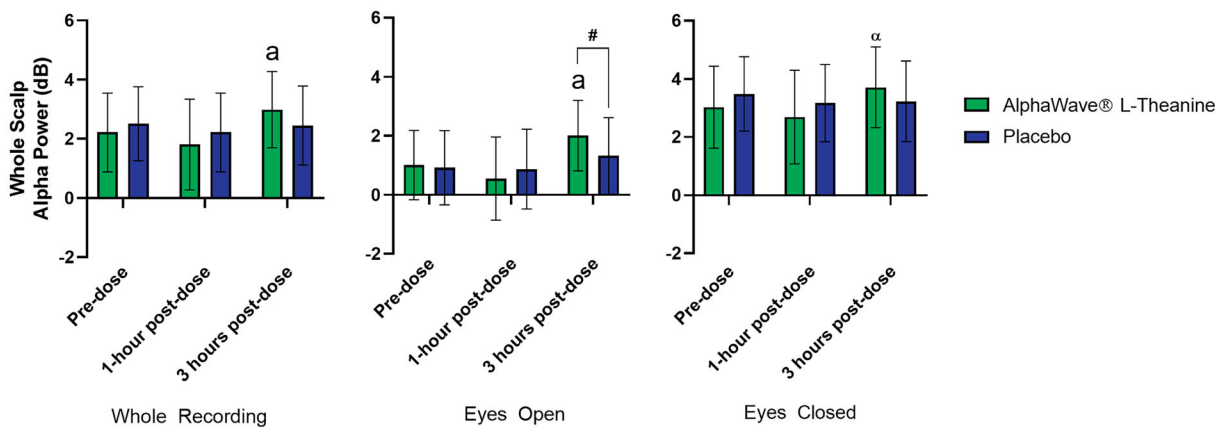 Whole Scalp
Alpha Power (dB)
6
4
2
0
-2
a
Pre-dose
1-hour post-dose
3 hours post-dose
Whole Recording
6
4
2
0
-2
#
a
Pre-dose
1-hour post-dose
3 hours post-dose
Eyes Open
6
4
2
0
-2
α
Pre-dose
1-hour post-dose
3 hours post-dose
Eyes Closed
AlphaWave® L-Theanine
Placebo